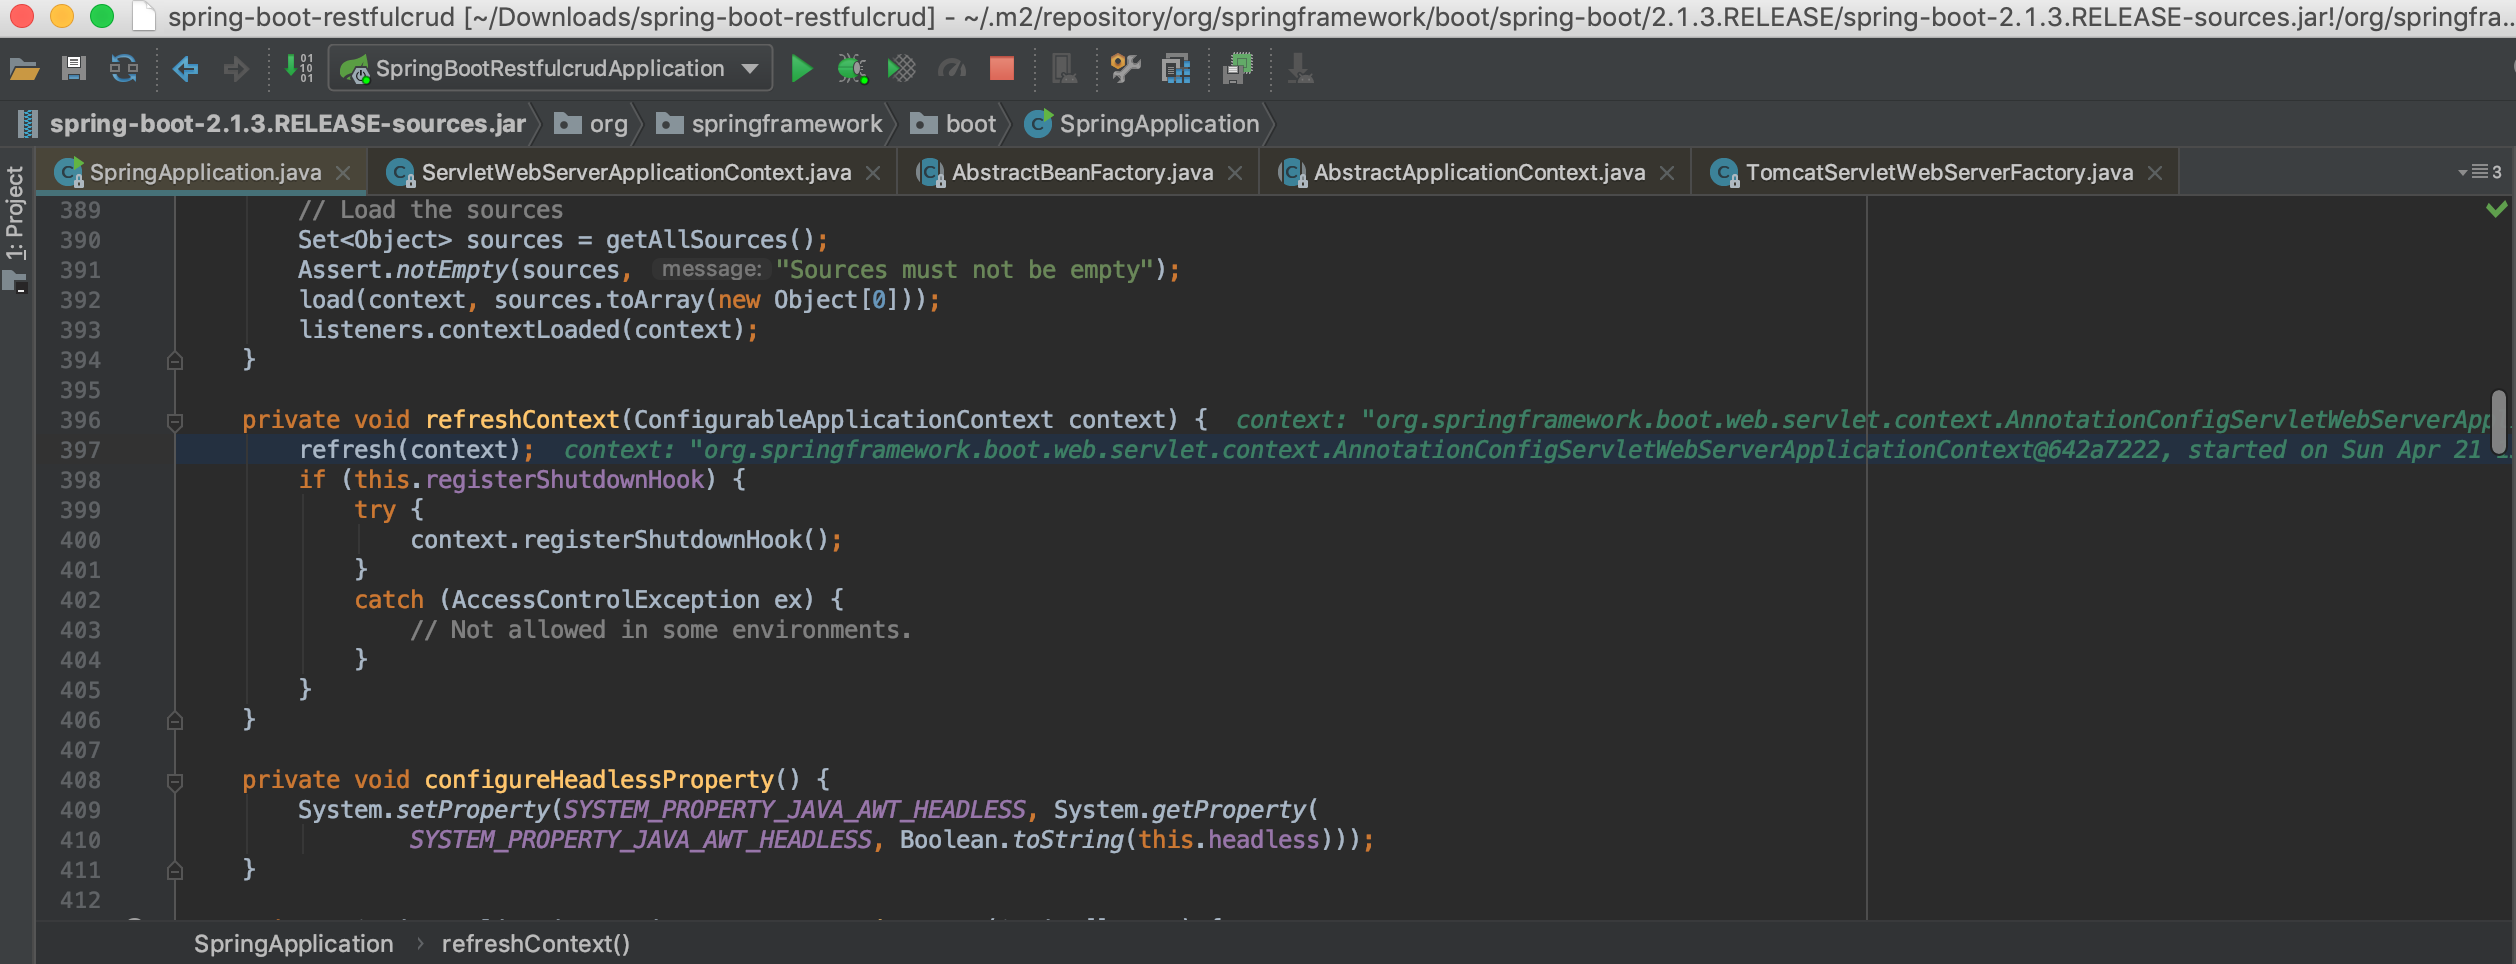 spring-boot-restfulcrud [~/Downloads/spring-boot-restfulcrud] - ~/.m2/repository/org/springframework/boot/spring-boot/2.1.3.RELEASE/spring-boot-2.1.3.RELEASE-sources.jar!/org/springfra...
SpringBootRestfulcrudApplication
spring-boot-2.1.3.RELEASE-sources.jar org springframework boot SpringApplication
SpringApplication.java ServletWebServerApplicationContext.java AbstractBeanFactory.java AbstractApplicationContext.java TomcatServletWebServerFactory.java 3
1: Project
389 // Load the sources
390 Set<Object> sources = getAllSources();
391 Assert.notEmpty(sources, message: "Sources must not be empty");
392 load(context, sources.toArray(new Object[0]));
393 listeners.contextLoaded(context);
394 }
395
396 private void refreshContext(ConfigurableApplicationContext context) { context: "org.springframework.boot.web.servlet.context.AnnotationConfigServletWebServerApp
397 refresh(context); context: "org.springframework.boot.web.servlet.context.AnnotationConfigServletWebServerApplicationContext@642a7222, started on Sun Apr 21
398 if (this.registerShutdownHook) {
399 try {
400 context.registerShutdownHook();
401 }
402 catch (AccessControlException ex) {
403 // Not allowed in some environments.
404 }
405 }
406 }
407
408 private void configureHeadlessProperty() {
409 System.setProperty(SYSTEM_PROPERTY_JAVA_AWT_HEADLESS, System.getProperty(
410 SYSTEM_PROPERTY_JAVA_AWT_HEADLESS, Boolean.toString(this.headless)));
411 }
412
SpringApplication › refreshContext()